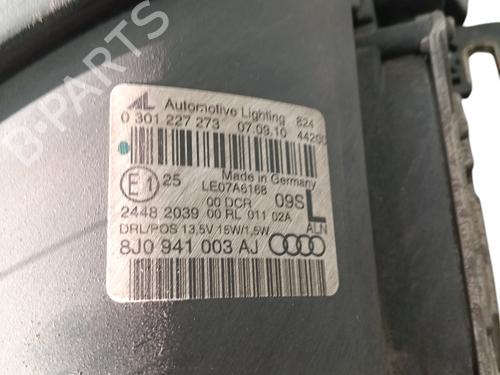 B-PARTS
AL Automotive Lighting 824
0 301 227 273 07.09.10 44200
Made in Germany
E1 25 LE07A6168
00 DCR 09S L
2448 2039 00 RL 011 02A
DRL/POS 13,5V 15W/1,5W ALN
8J0 941 003 AJ